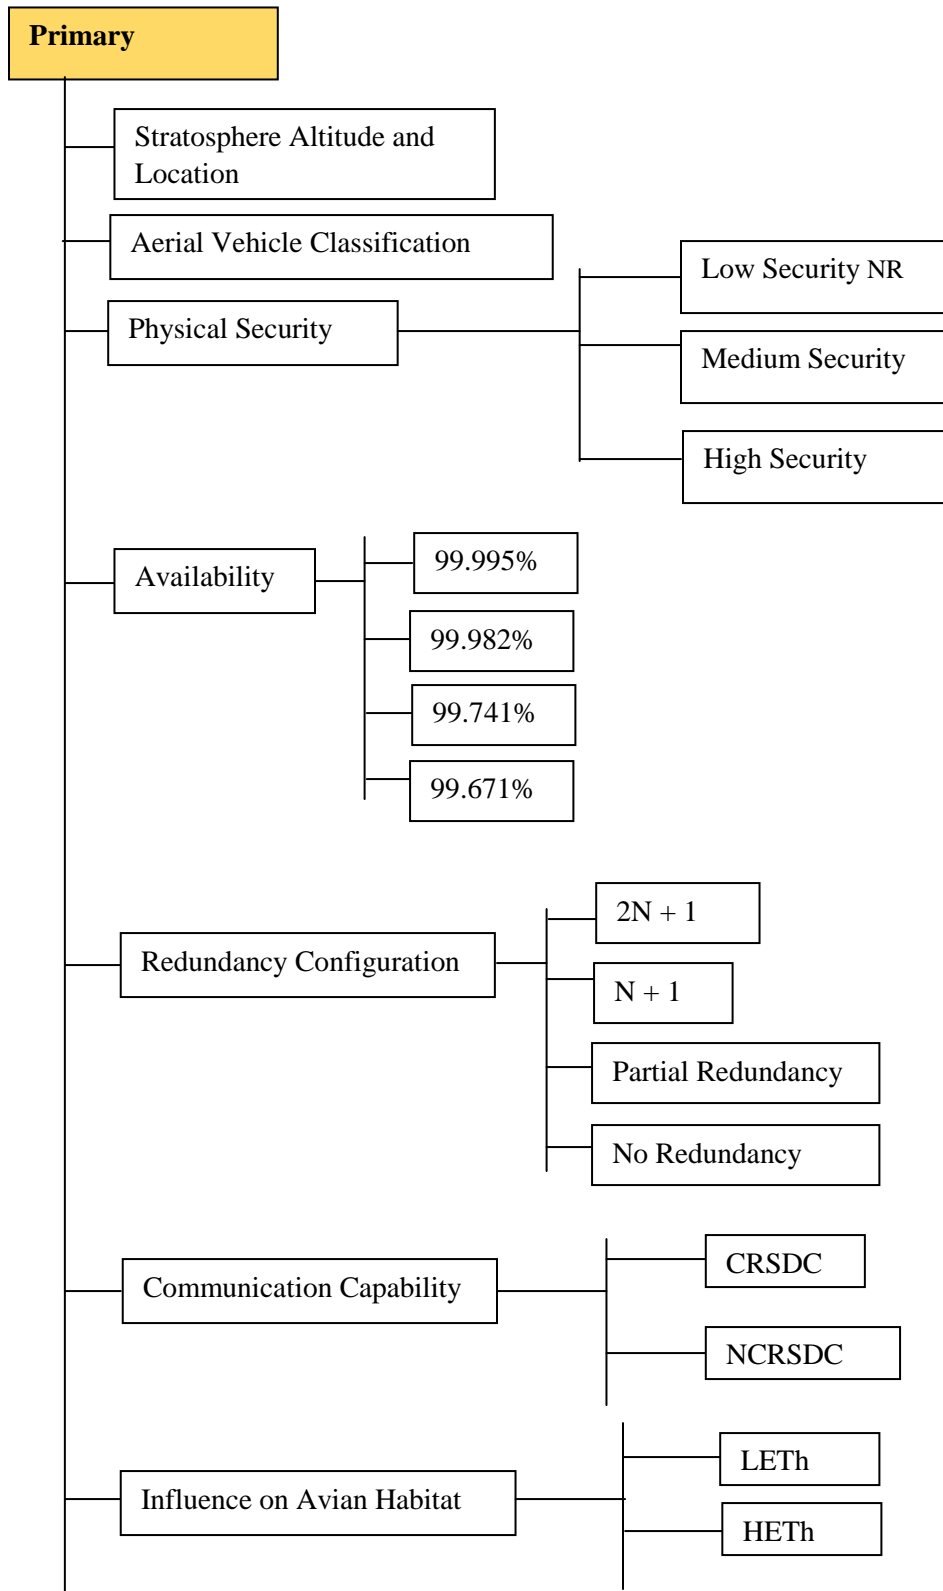 Primary
Stratosphere Altitude and
Location
Aerial Vehicle Classification
Physical Security
Low Security NR
Medium Security
High Security
Availability
99.995%
99.982%
99.741%
99.671%
Redundancy Configuration
2N + 1
N + 1
Partial Redundancy
No Redundancy
Communication Capability
CRSDC
NCRSDC
Influence on Avian Habitat
LETh
HETh